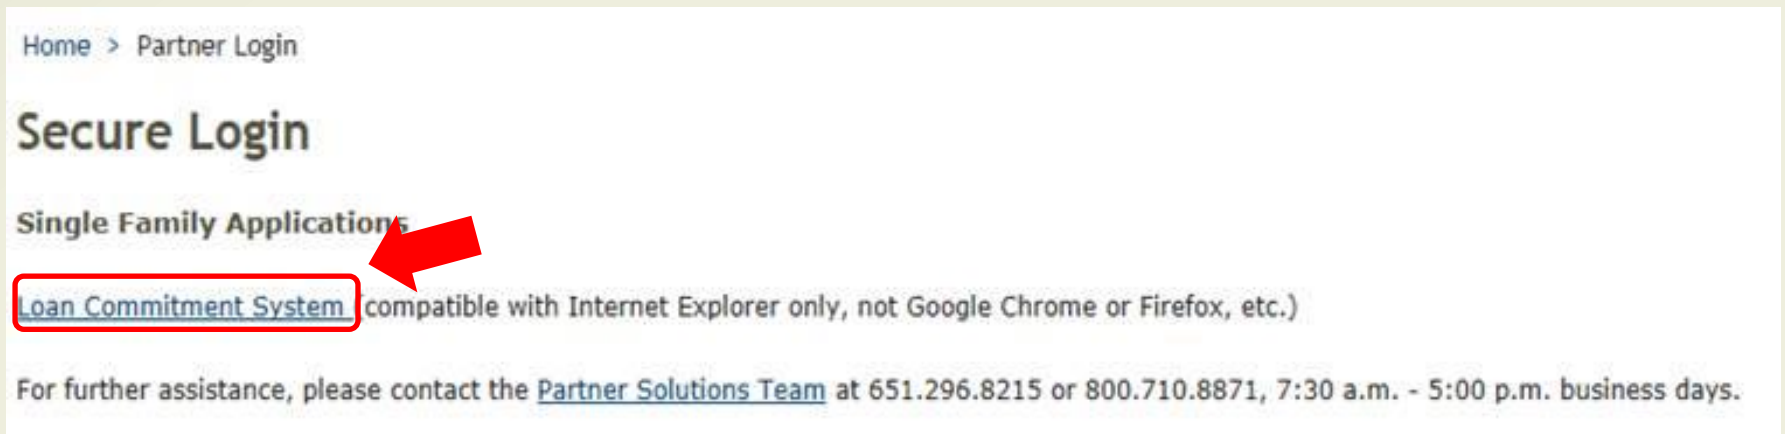 Home > Partner Login
Secure Login
Single Family Applications
Loan Commitment System (compatible with Internet Explorer only, not Google Chrome or Firefox, etc.)
For further assistance, please contact the Partner Solutions Team at 651.296.8215 or 800.710.8871, 7:30 a.m. - 5:00 p.m. business days.